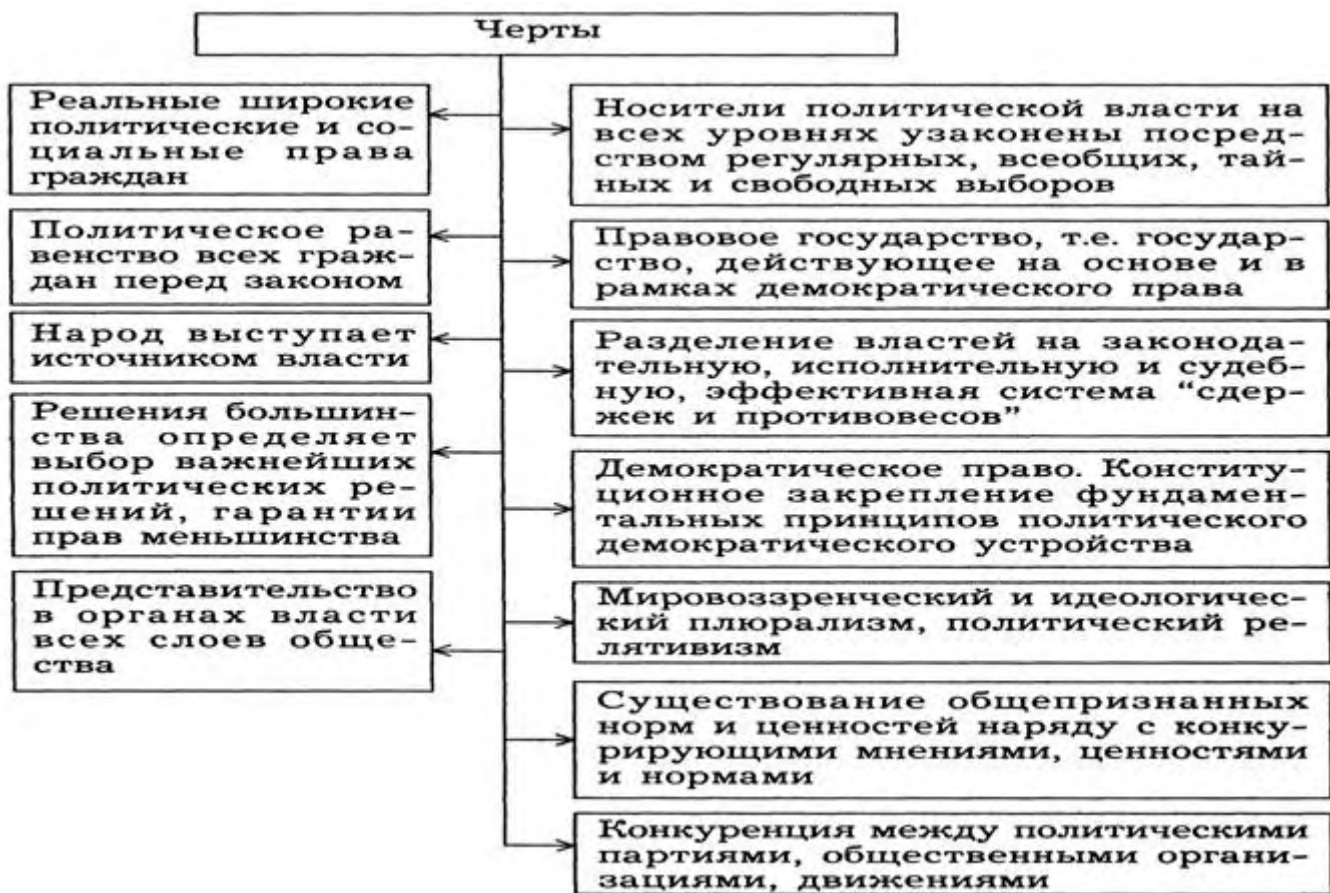 Черты
Реальные широкие
политические и со-
циальные права
граждан
Политическое ра-
венство всех граж-
дан перед законом
Народ выступает
источником власти
Решения большин-
ства определяет
выбор важнейших
политических ре-
шений, гарантии
прав меньшинства
Представительство
в органах власти
всех слоев обще-
ства
Носители политической власти на
всех уровнях узаконены посред-
ством регулярных, всеобщих, тай-
ных и свободных выборов
Правовое государство, т.е. государ-
ство, действующее на основе и в
рамках демократического права
Разделение властей на законода-
тельную, исполнительную и судеб-
ную, эффективная система “сдер-
жек и противовесов”
Демократическое право. Конститу-
ционное закрепление фундамен-
тальных принципов политического
демократического устройства
Мировоззренческий и идеологичес-
кий плюрализм, политический ре-
лятивизм
Существование общепризнанных
норм и ценностей наряду с конку-
рирующими мнениями, ценностями
и нормами
Конкуренция между политическими
партиями, общественными органи-
зациями, движениями